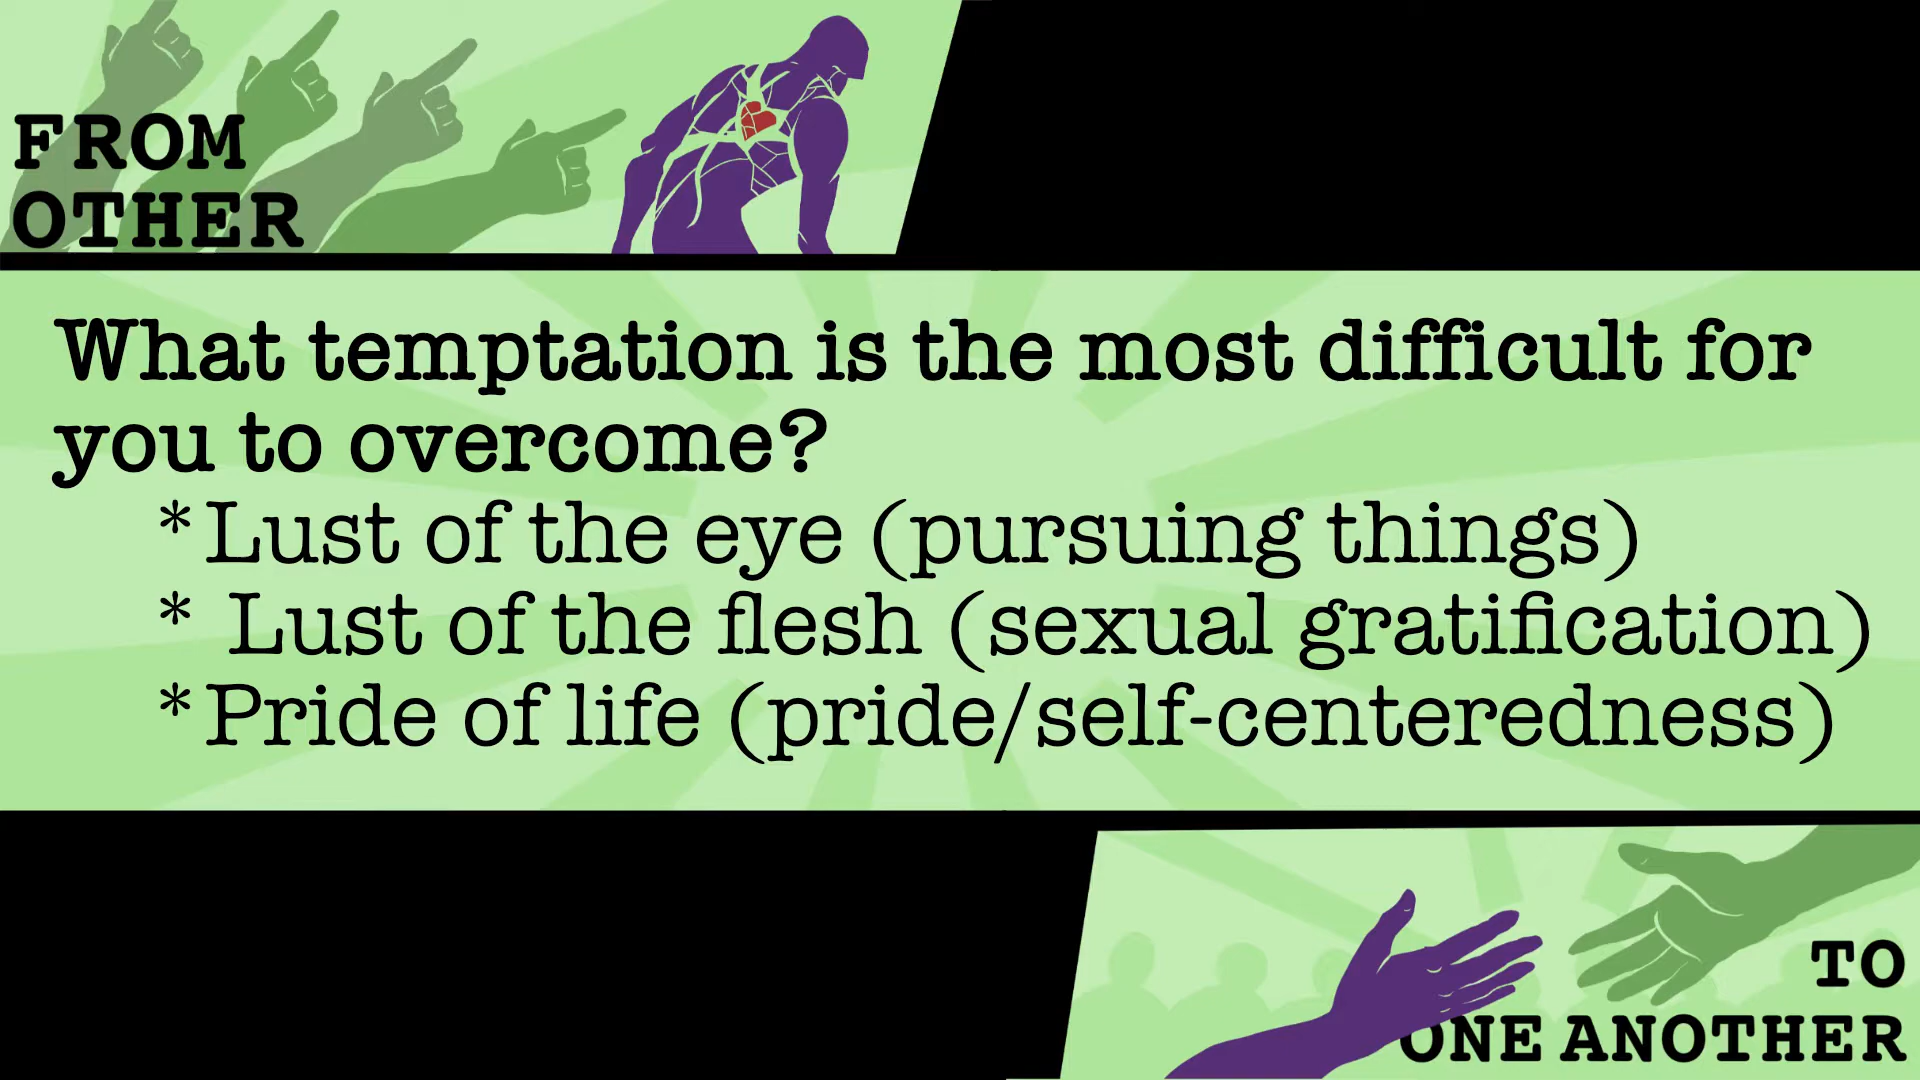 FROM
OTHER
What temptation is the most difficult for
you to overcome?
* Lust of the eye (pursuing things)
* Lust of the flesh (sexual gratification)
* Pride of life (pride/self-centeredness)
TO
ONE ANOTHER